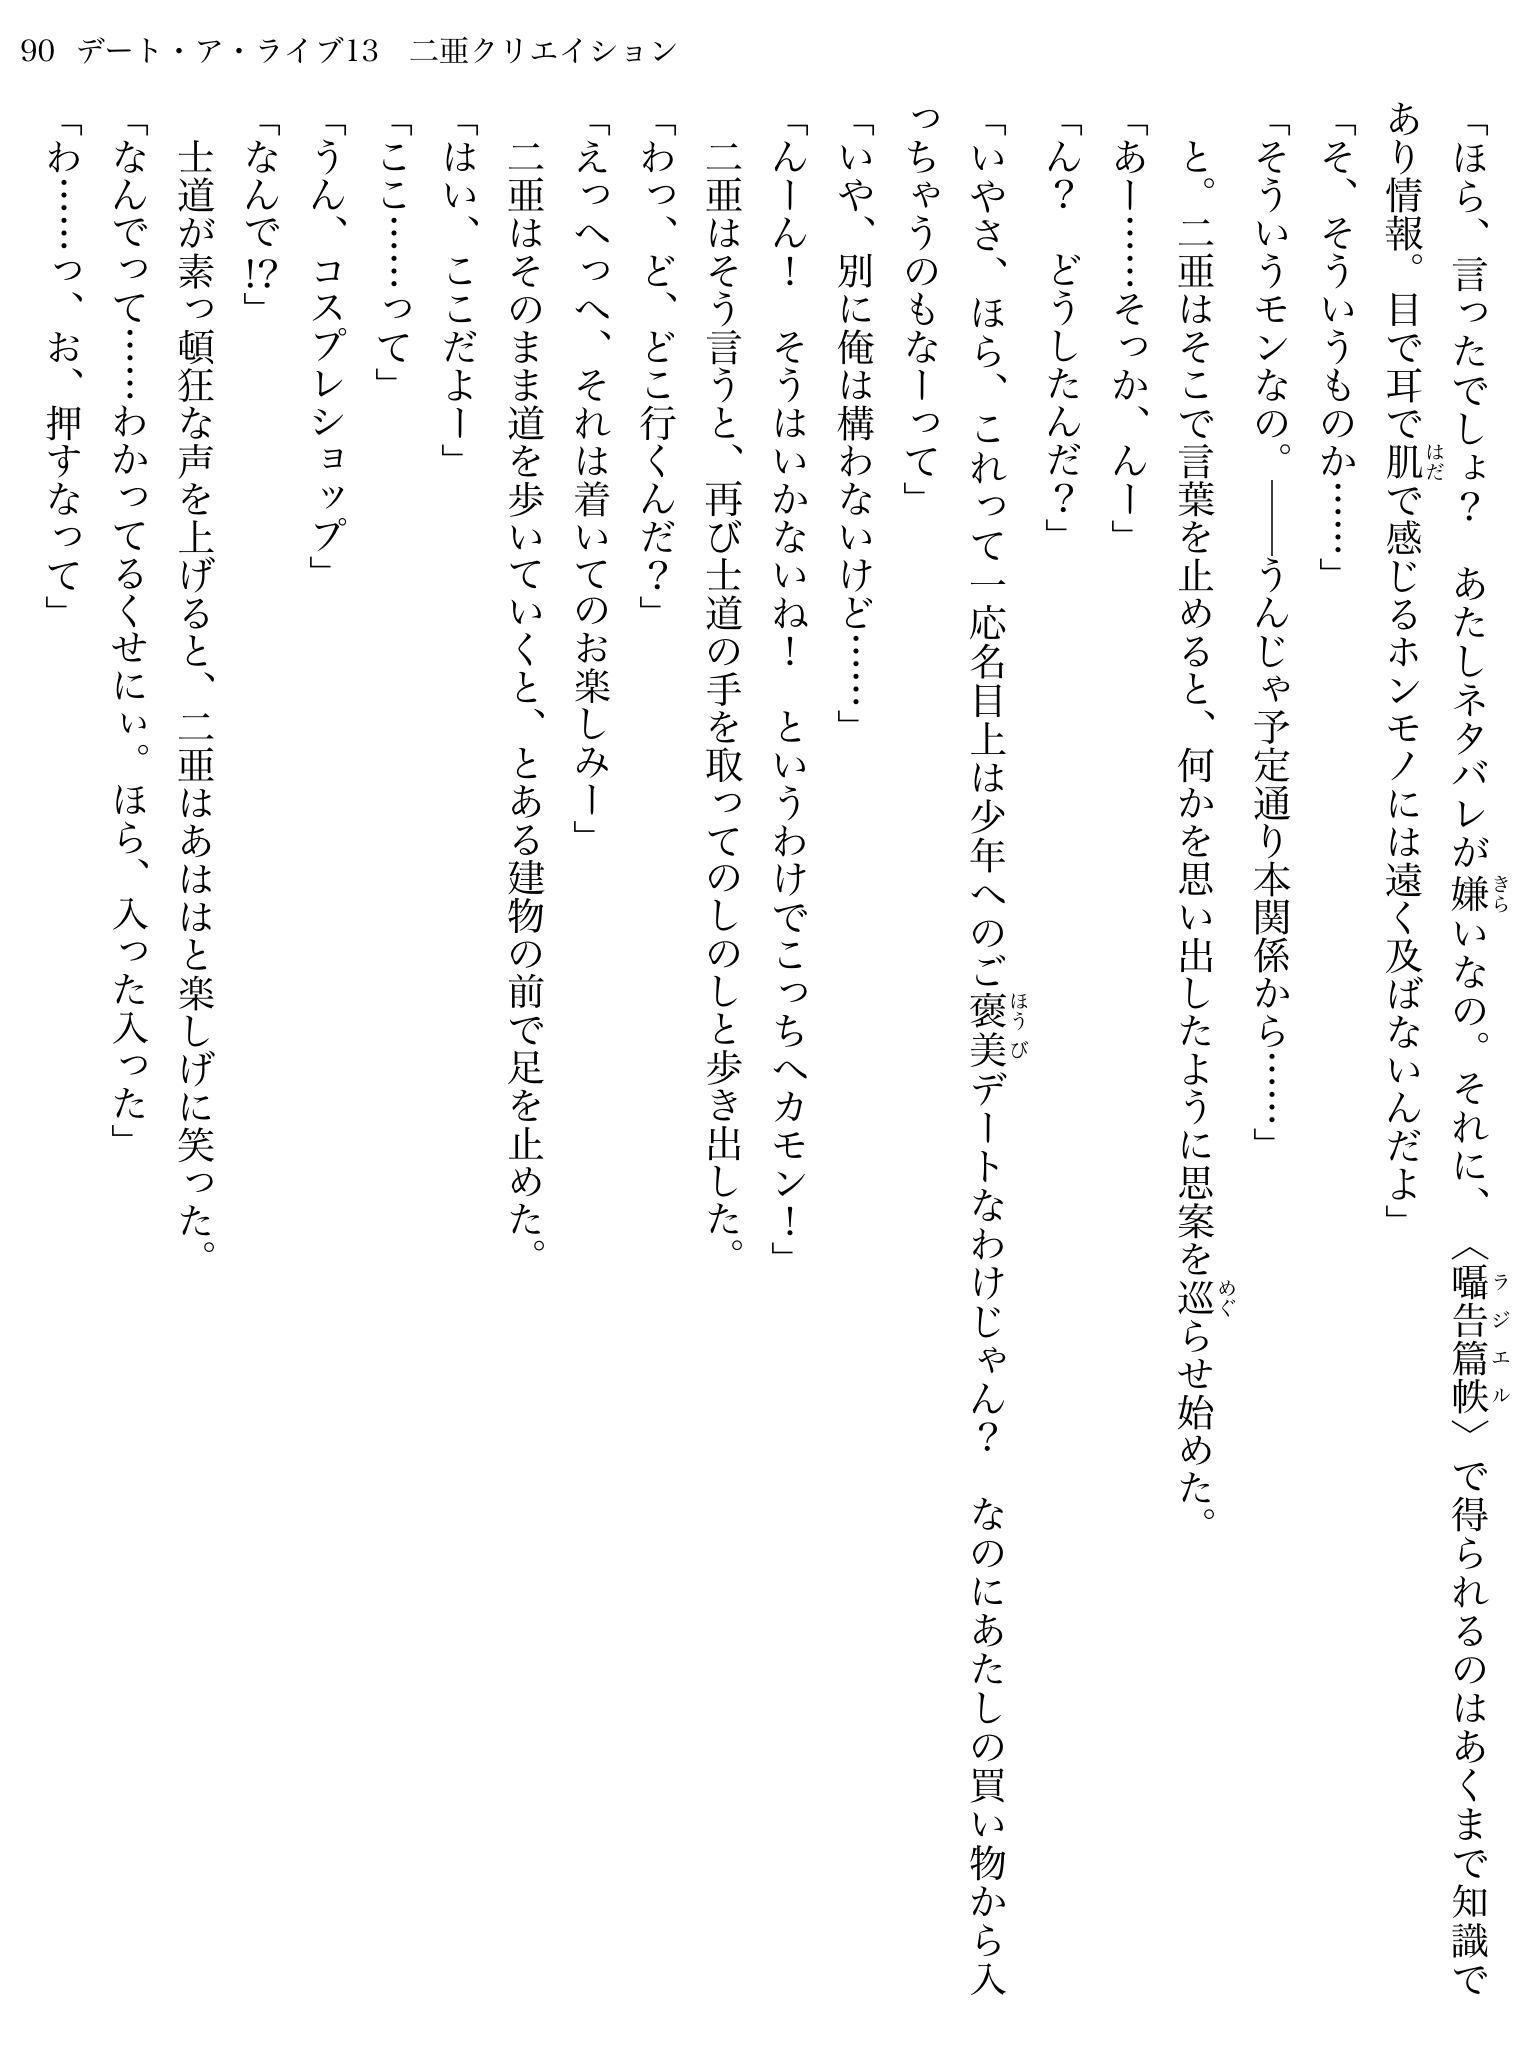 90 デート・ア・ライブ13　二亜クリエイション
「ほら、言ったでしょ？　あたしネタバレが嫌いなの。それに、〈囁告篇帙〉で得られるのはあくまで知識で
あり情報。目で耳で肌で感じるホンモノには遠く及ばないんだよ」
「そ、そういうものか……」
「そういうモンなの。――うんじゃ予定通り本関係から……」
　と。二亜はそこで言葉を止めると、何かを思い出したように思案を巡らせ始めた。
「あー……そっか、んー」
「ん？　どうしたんだ？」
「いやさ、ほら、これって一応名目上は少年へのご褒美デートなわけじゃん？　なのにあたしの買い物から入
っちゃうのもなーって」
「いや、別に俺は構わないけど……」
「んーん！　そうはいかないね！　というわけでこっちへカモン！」
　二亜はそう言うと、再び士道の手を取ってのしのしと歩き出した。
「わっ、ど、どこ行くんだ？」
「えっへっへ、それは着いてのお楽しみー」
　二亜はそのまま道を歩いていくと、とある建物の前で足を止めた。
「はい、ここだよー」
「ここ……って」
「うん、コスプレショップ」
「なんで!?」
　士道が素っ頓狂な声を上げると、二亜はあははと楽しげに笑った。
「なんでって……わかってるくせにぃ。ほら、入った入った」
「わ……っ、お、押すなって」